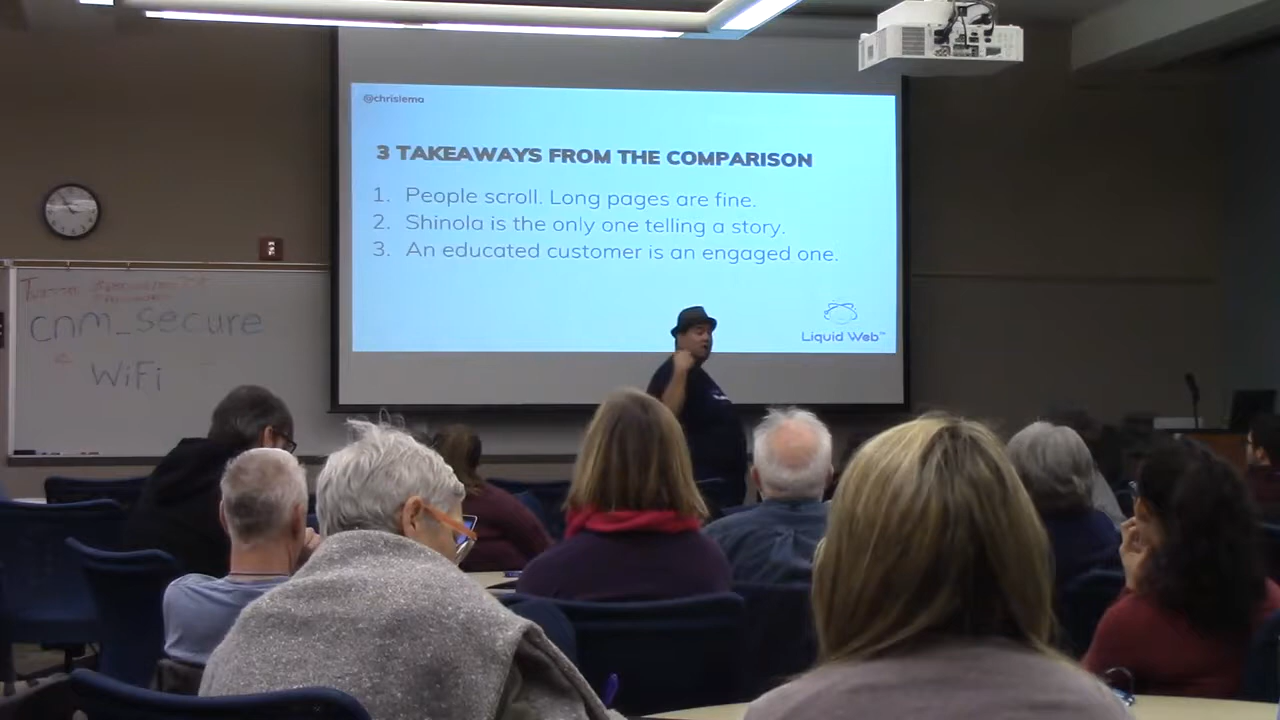 @chrislema
3 TAKEAWAYS FROM THE COMPARISON
1. People scroll. Long pages are fine.
2. Shinola is the only one telling a story.
3. An educated customer is an engaged one.
Liquid Web™
cnm_secure
WiFi